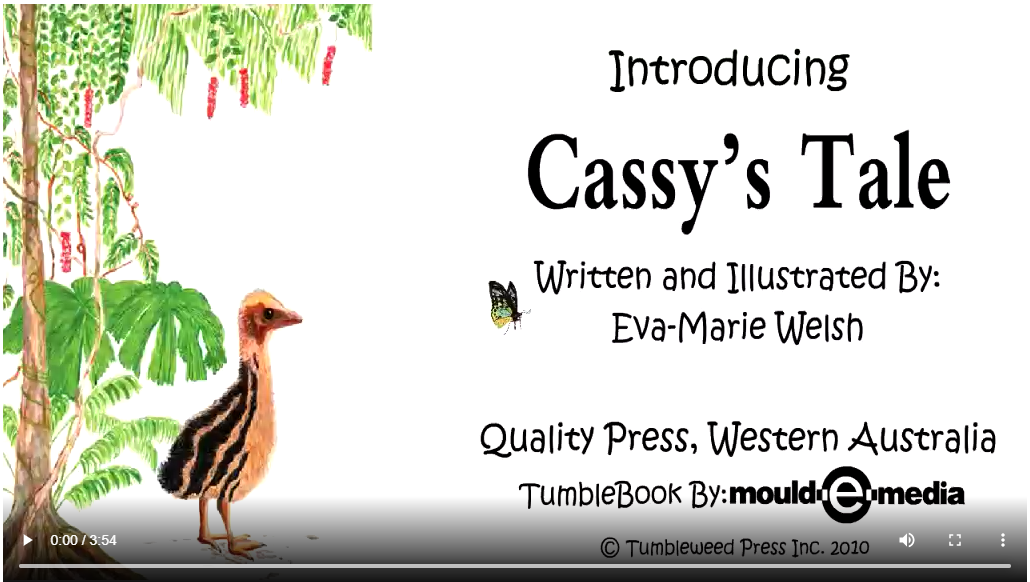 Introducing
Cassy's Tale
Written and Illustrated By:
Eva-Marie Welsh
Quality Press, Western Australia
TumbleBook By: mould-e-media
© Tumbleweed Press Inc. 2010
0:00 / 3:54